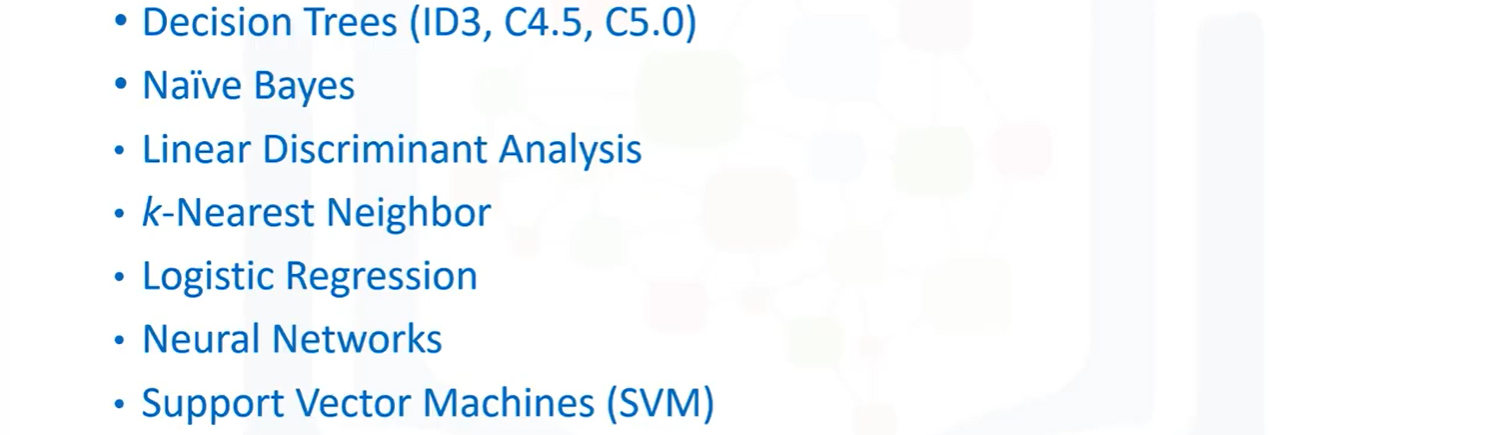 • Decision Trees (ID3, C4.5, C5.0)
• Naïve Bayes
• Linear Discriminant Analysis
• k-Nearest Neighbor
• Logistic Regression
• Neural Networks
• Support Vector Machines (SVM)